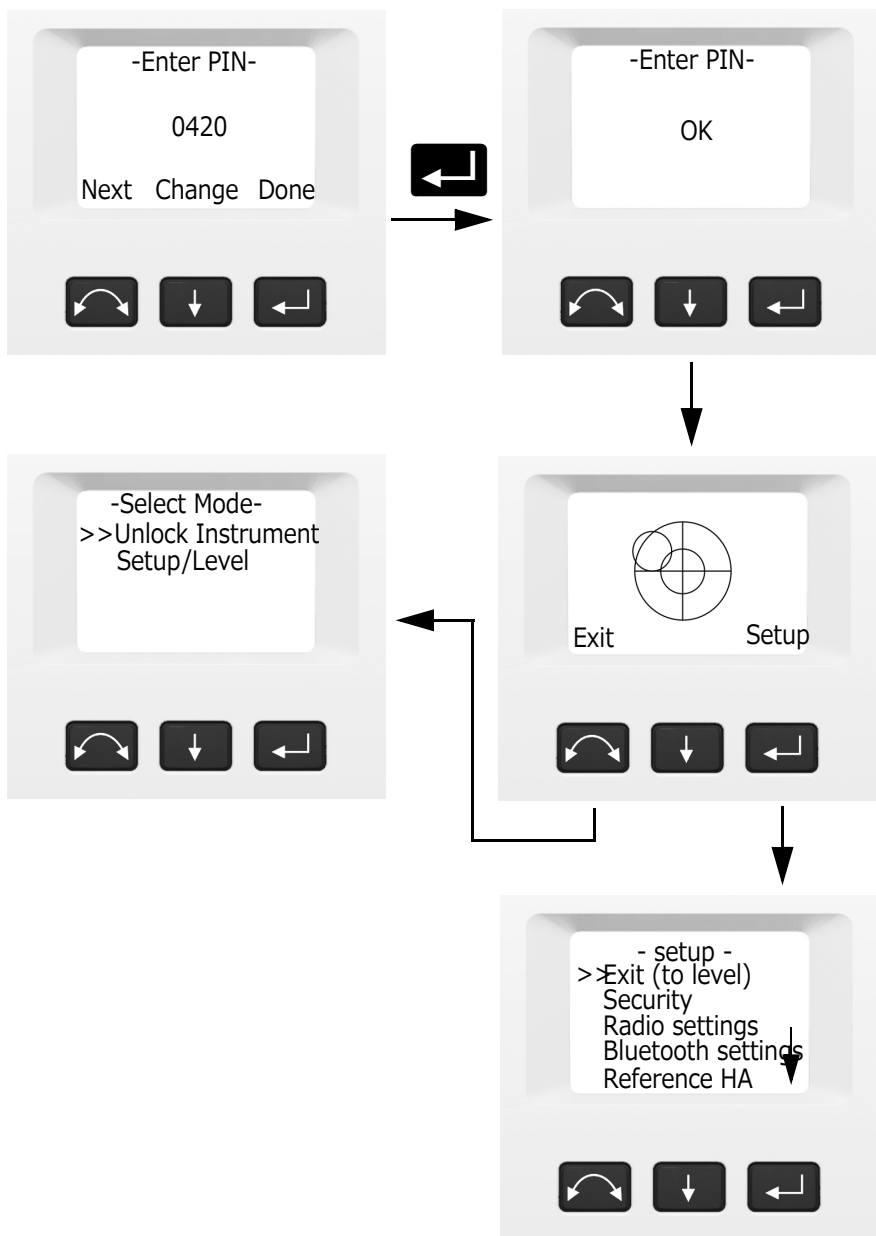 -Enter PIN-
0420
Next Change Done
-Enter PIN-
OK
-Select Mode-
>>Unlock Instrument
Setup/Level
Exit Setup
- setup -
>>Exit (to level)
Security
Radio settings
Bluetooth settings
Reference HA